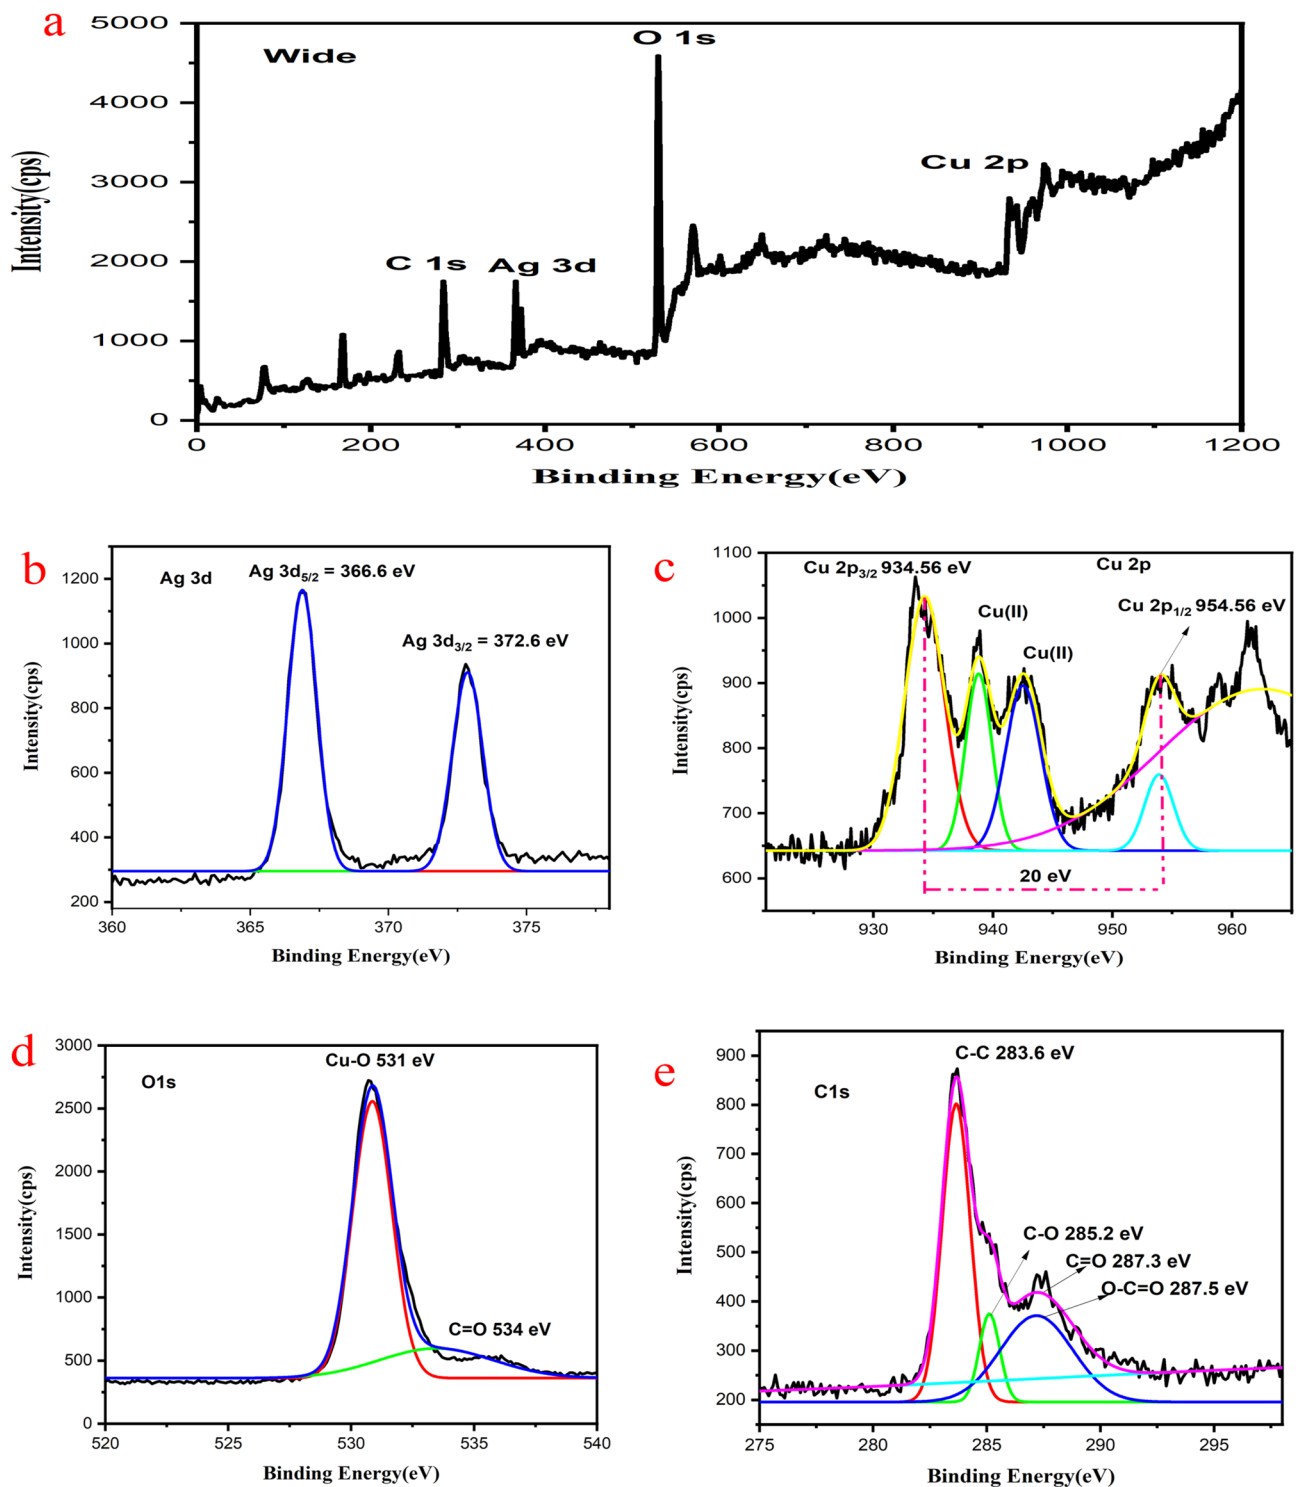 a
Wide
O 1s
Cu 2p
C 1s
Ag 3d
Intensity(cps)
5000
4000
3000
2000
1000
0
0 200 400 600 800 1000 1200
Binding Energy(eV)
b
Ag 3d
Ag 3d5/2 = 366.6 eV
Ag 3d3/2 = 372.6 eV
Intensity(cps)
1200
1000
800
600
400
200
360 365 370 375
Binding Energy(eV)
c
Cu 2p3/2 934.56 eV
Cu 2p
Cu(II)
Cu 2p1/2 954.56 eV
Cu(II)
20 eV
Intensity(cps)
1100
1000
900
800
700
600
930 940 950 960
Binding Energy(eV)
d
O1s
Cu-O 531 eV
C=O 534 eV
Intensity(cps)
3000
2500
2000
1500
1000
500
0
520 525 530 535 540
Binding Energy(eV)
e
C1s
C-C 283.6 eV
C-O 285.2 eV
C=O 287.3 eV
O-C=O 287.5 eV
Intensity(cps)
900
800
700
600
500
400
300
200
275 280 285 290 295
Binding Energy(eV)